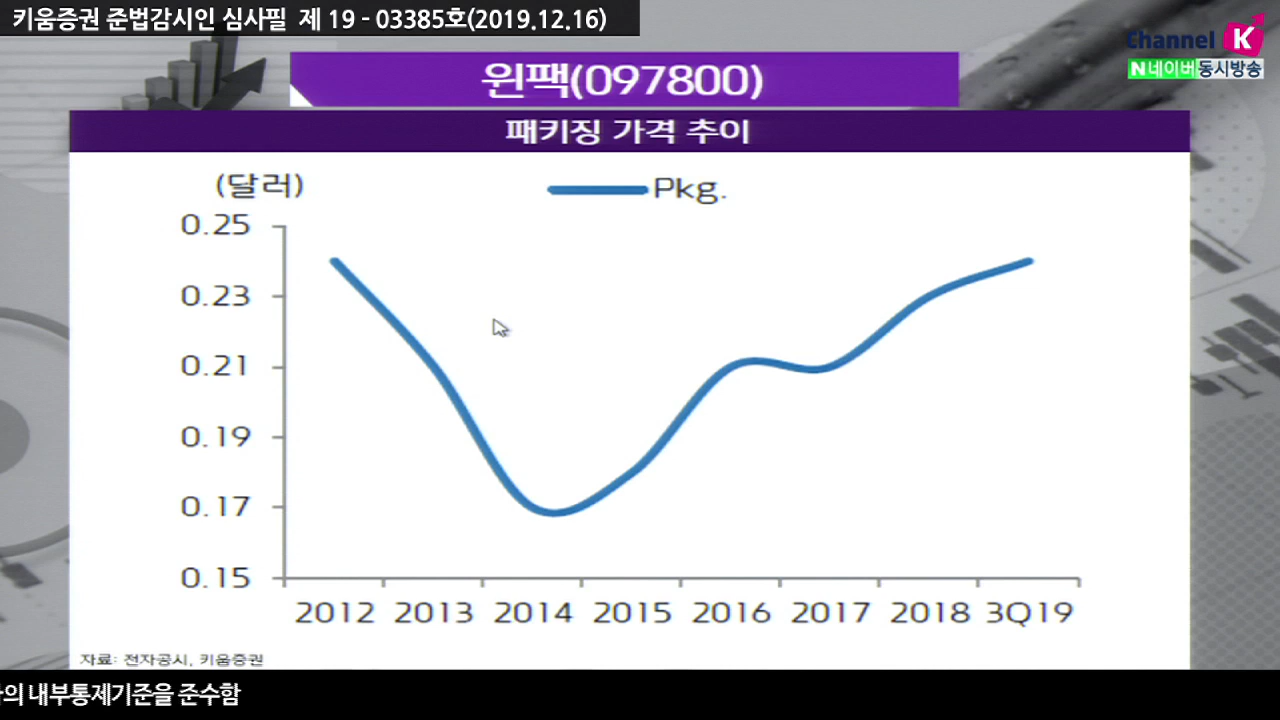 키움증권 준법감시인 심사필 제 19 - 03385호(2019.12.16)
Channel K
N 네이버 동시방송
윈팩(097800)
패키징 가격 추이
(달러)
Pkg.
0.25
0.23
0.21
0.19
0.17
0.15
2012 2013 2014 2015 2016 2017 2018 3Q19
자료: 전자공시, 키움증권
의 내부통제기준을 준수함